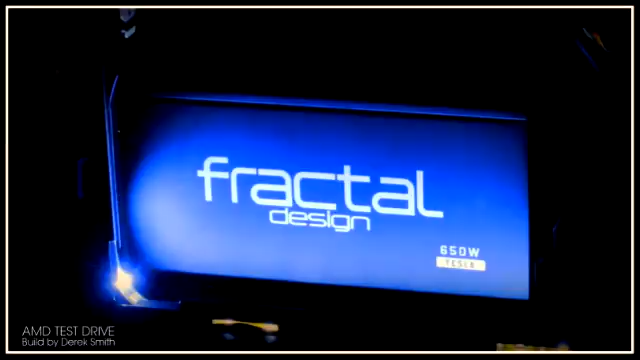 fractal
design
650W
TESLA
AMD TEST DRIVE
Build by Derek Smith